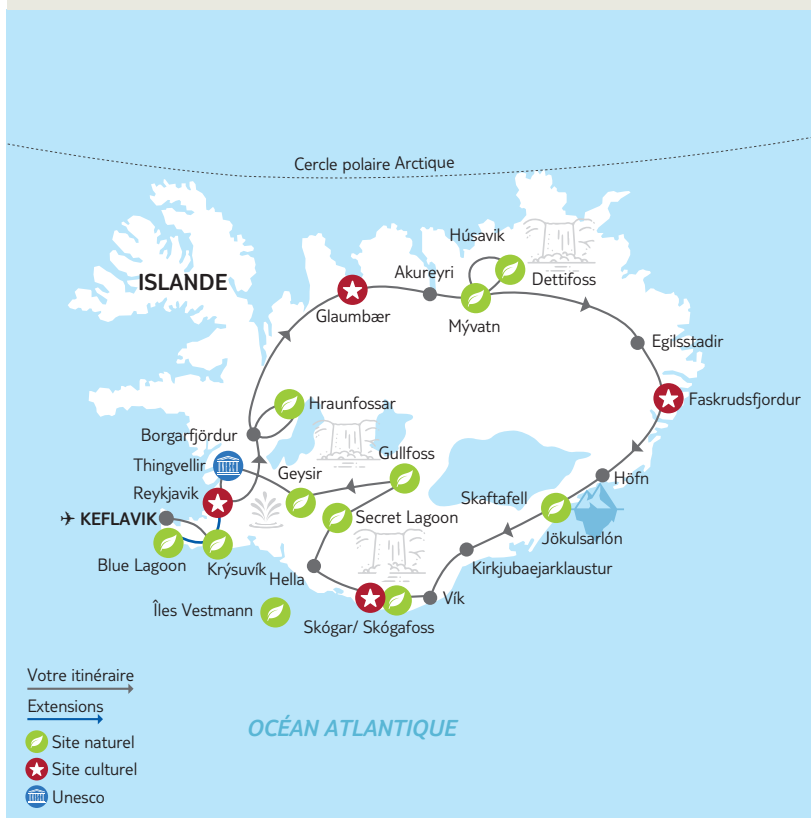 Cercle polaire Arctique
Húsavik
Akureyri
Dettifoss
ISLANDE
Glaumbær
Mývatn
Egilsstadir
Faskrudsfjordur
Hraunfossar
Borgarfjördur
Gullfoss
Thingvellir
Geysir
Höfn
Skaftafell
Reykjavik
Secret Lagoon
KEFLAVIK
Jökulsarlón
Blue Lagoon
Krýsuvík
Hella
Kirkjubaejarklaustur
Vík
Îles Vestmann
Skógar/ Skógafoss
Votre itinéraire
Extensions
Site naturel
Site culturel
Unesco
OCÉAN ATLANTIQUE